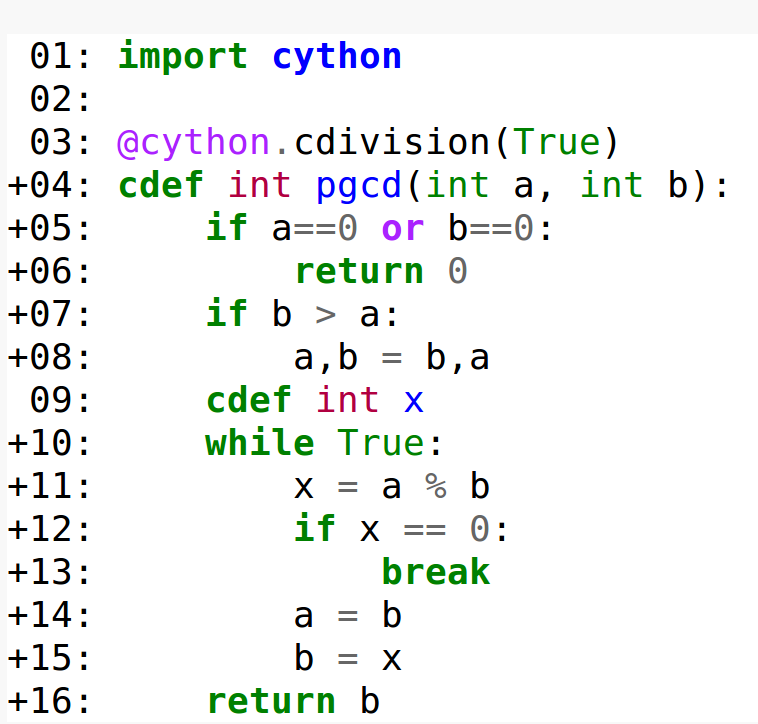 01: import cython
 02:
 03: @cython.cdivision(True)
+04: cdef int pgcd(int a, int b):
+05:     if a==0 or b==0:
+06:         return 0
+07:     if b > a:
+08:         a,b = b,a
 09:     cdef int x
+10:     while True:
+11:         x = a % b
+12:         if x == 0:
+13:             break
+14:         a = b
+15:         b = x
+16:     return b